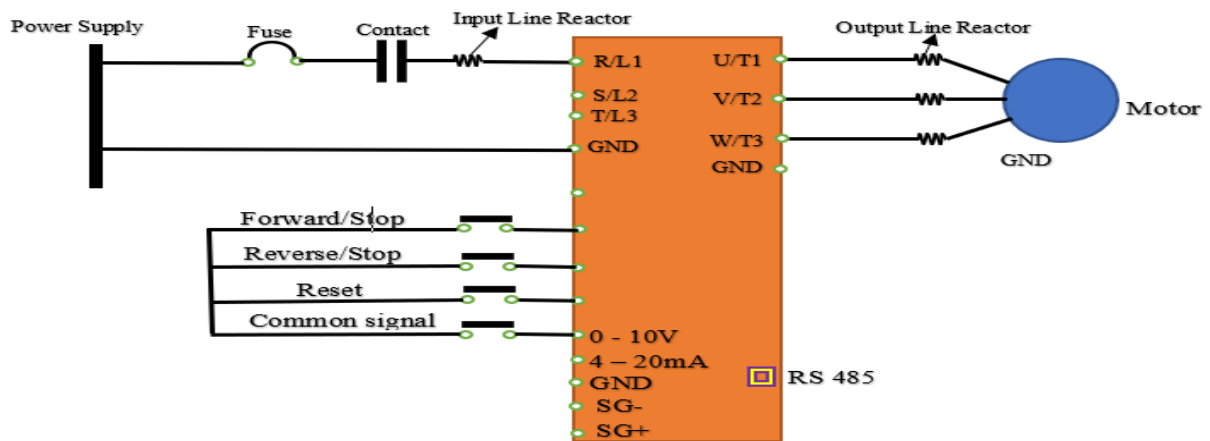 Power Supply
Fuse
Contact
Input Line Reactor
Output Line Reactor
R/L1
U/T1
S/L2
V/T2
T/L3
Motor
W/T3
GND
GND
GND
Forward/Stop
Reverse/Stop
Reset
Common signal
0 - 10V
4 – 20mA
RS 485
GND
SG-
SG+